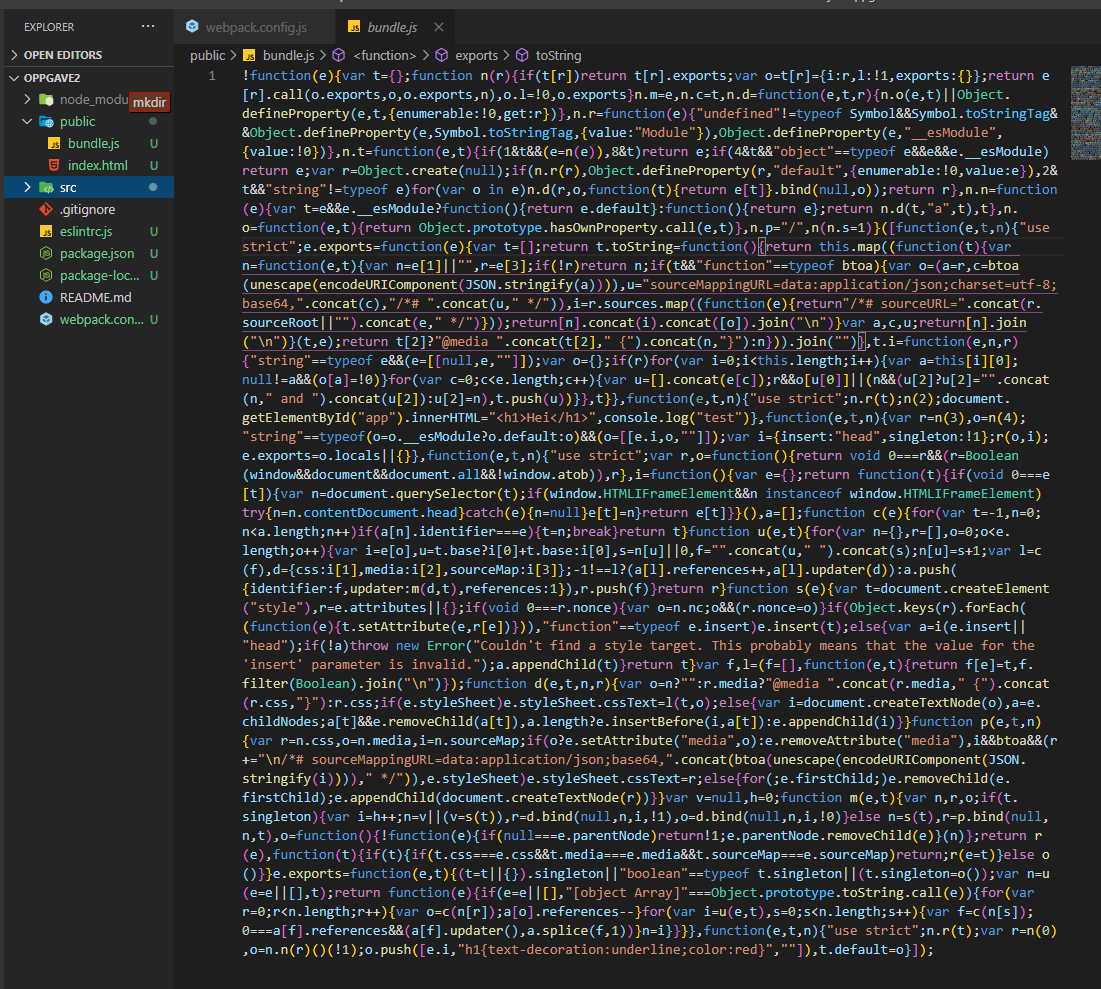 EXPLORER
···
webpack.config.js
bundle.js
OPEN EDITORS
public > bundle.js > <function> > exports > toString
OPPGAVE2
node_modu
mkdir
public
bundle.js U
index.html U
src
.gitignore
eslintrc.js U
package.json U
package-loc... U
README.md
webpack.con... U
1
!function(e){var t={};function n(r){if(t[r])return t[r].exports;var o=t[r]={i:r,l:!1,exports:{}};return e
[r].call(o.exports,o,o.exports,n),o.l=!0,o.exports}n.m=e,n.c=t,n.d=function(e,t,r){n.o(e,t)||Object.
defineProperty(e,t,{enumerable:!0,get:r})},n.r=function(e){"undefined"!=typeof Symbol&&Symbol.toStringTag&
&Object.defineProperty(e,Symbol.toStringTag,{value:"Module"}),Object.defineProperty(e,"__esModule",
{value:!0})},n.t=function(e,t){if(1&t&&(e=n(e)),8&t)return e;if(4&t&&"object"==typeof e&&e&&e.__esModule)
return e;var r=Object.create(null);if(n.r(r),Object.defineProperty(r,"default",{enumerable:!0,value:e}),2&
t&&"string"!=typeof e)for(var o in e)n.d(r,o,function(t){return e[t]}.bind(null,o));return r},n.n=function
(e){var t=e&&e.__esModule?function(){return e.default}:function(){return e};return n.d(t,"a",t),t},n.
o=function(e,t){return Object.prototype.hasOwnProperty.call(e,t)},n.p="/",n(n.s=1)}([function(e,t,n){"use
strict";e.exports=function(e){var t=[];return t.toString=function(){return this.map((function(t){var
n=function(e,t){var n=e[1]||"",r=e[3];if(!r)return n;if(t&&"function"==typeof btoa){var o=(a=r,c=btoa
(unescape(encodeURIComponent(JSON.stringify(a)))),u="sourceMappingURL=data:application/json;charset=utf-8;
base64,".concat(c),"/*# ".concat(u," */")),i=r.sources.map((function(e){return"/*# sourceURL=".concat(r.
sourceRoot||"").concat(e," */")}));return[n].concat(i).concat([o]).join("\n")}var a,c,u;return[n].join
("\n")}(t,e);return t[2]?"@media ".concat(t[2]," {").concat(n,"}"):n})).join("")},t.i=function(e,n,r)
{"string"==typeof e&&(e=[[null,e,""]]);var o={};if(r)for(var i=0;i<this.length;i++){var a=this[i][0];
null!=a&&(o[a]=!0)}for(var c=0;c<e.length;c++){var u=[].concat(e[c]);r&&o[u[0]]||(n&&(u[2]?u[2]="".concat
(n," and ").concat(u[2]):u[2]=n),t.push(u))}},t}},function(e,t,n){"use strict";n.r(t);n(2);document.
getElementById("app").innerHTML="<h1>Hei</h1>",console.log("test")},function(e,t,n){var r=n(3),o=n(4);
"string"==typeof(o=o.__esModule?o.default:o)&&(o=[[e.i,o,""]]);var i={insert:"head",singleton:!1};r(o,i);
e.exports=o.locals||{}},function(e,t,n){"use strict";var r,o=function(){return void 0===r&&(r=Boolean
(window&&document&&document.all&&!window.atob)),r},i=function(){var e={};return function(t){if(void 0===e
[t]){var n=document.querySelector(t);if(window.HTMLIFrameElement&&n instanceof window.HTMLIFrameElement)
try{n=n.contentDocument.head}catch(e){n=null}e[t]=n}return e[t]}}(),a=[];function c(e){for(var t=-1,n=0;
n<a.length;n++)if(a[n].identifier===e){t=n;break}return t}function u(e,t){for(var n={},r=[],o=0;o<e.
length;o++){var i=e[o],u=t.base?i[0]+t.base:i[0],s=n[u]||0,f="".concat(u," ").concat(s);n[u]=s+1;var l=c
(f),d={css:i[1],media:i[2],sourceMap:i[3]};-1!==l?(a[l].references++,a[l].updater(d)):a.push(
{identifier:f,updater:m(d,t),references:1}),r.push(f)}return r}function s(e){var t=document.createElement
("style"),r=e.attributes||{};if(void 0===r.nonce){var o=n.nc;o&&(r.nonce=o)}if(Object.keys(r).forEach(
(function(e){t.setAttribute(e,r[e])})),"function"==typeof e.insert)e.insert(t);else{var a=i(e.insert||
"head");if(!a)throw new Error("Couldn't find a style target. This probably means that the value for the
'insert' parameter is invalid.");a.appendChild(t)}return t}var f,l=(f=[],function(e,t){return f[e]=t,f.
filter(Boolean).join("\n")});function d(e,t,n,r){var o=n?"":r.media?"@media ".concat(r.media," {").concat
(r.css,"}"):r.css;if(e.styleSheet)e.styleSheet.cssText=l(t,o);else{var i=document.createTextNode(o),a=e.
childNodes;a[t]&&e.removeChild(a[t]),a.length?e.insertBefore(i,a[t]):e.appendChild(i)}}function p(e,t,n)
{var r=n.css,o=n.media,i=n.sourceMap;if(o?e.setAttribute("media",o):e.removeAttribute("media"),i&&btoa&&(r
+="\n/*# sourceMappingURL=data:application/json;base64,".concat(btoa(unescape(encodeURIComponent(JSON.
stringify(i))))," */")),e.styleSheet)e.styleSheet.cssText=r;else{for(;e.firstChild;)e.removeChild(e.
firstChild);e.appendChild(document.createTextNode(r))}}var v=null,h=0;function m(e,t){var n,r,o;if(t.
singleton){var i=h++;n=v||(v=s(t)),r=d.bind(null,n,i,!1),o=d.bind(null,n,i,!0)}else n=s(t),r=p.bind(null,
n,t),o=function(){!function(e){if(null===e.parentNode)return!1;e.parentNode.removeChild(e)}(n)};return r
(e),function(t){if(t){if(t.css===e.css&&t.media===e.media&&t.sourceMap===e.sourceMap)return;r(e=t)}else o
()}}e.exports=function(e,t){(t=t||{}).singleton||"boolean"==typeof t.singleton||(t.singleton=o());var n=u
(e=e||[],t);return function(e){if(e=e||[],"[object Array]"===Object.prototype.toString.call(e)){for(var
r=0;r<n.length;r++){var o=c(n[r]);a[o].references--}for(var i=u(e,t),s=0;s<n.length;s++){var f=c(n[s]);
0===a[f].references&&(a[f].updater(),a.splice(f,1))}n=i}}}},function(e,t,n){"use strict";n.r(t);var r=n(0)
,o=n.n(r)()(!1);o.push([e.i,"h1{text-decoration:underline;color:red}",""]),t.default=o}]);